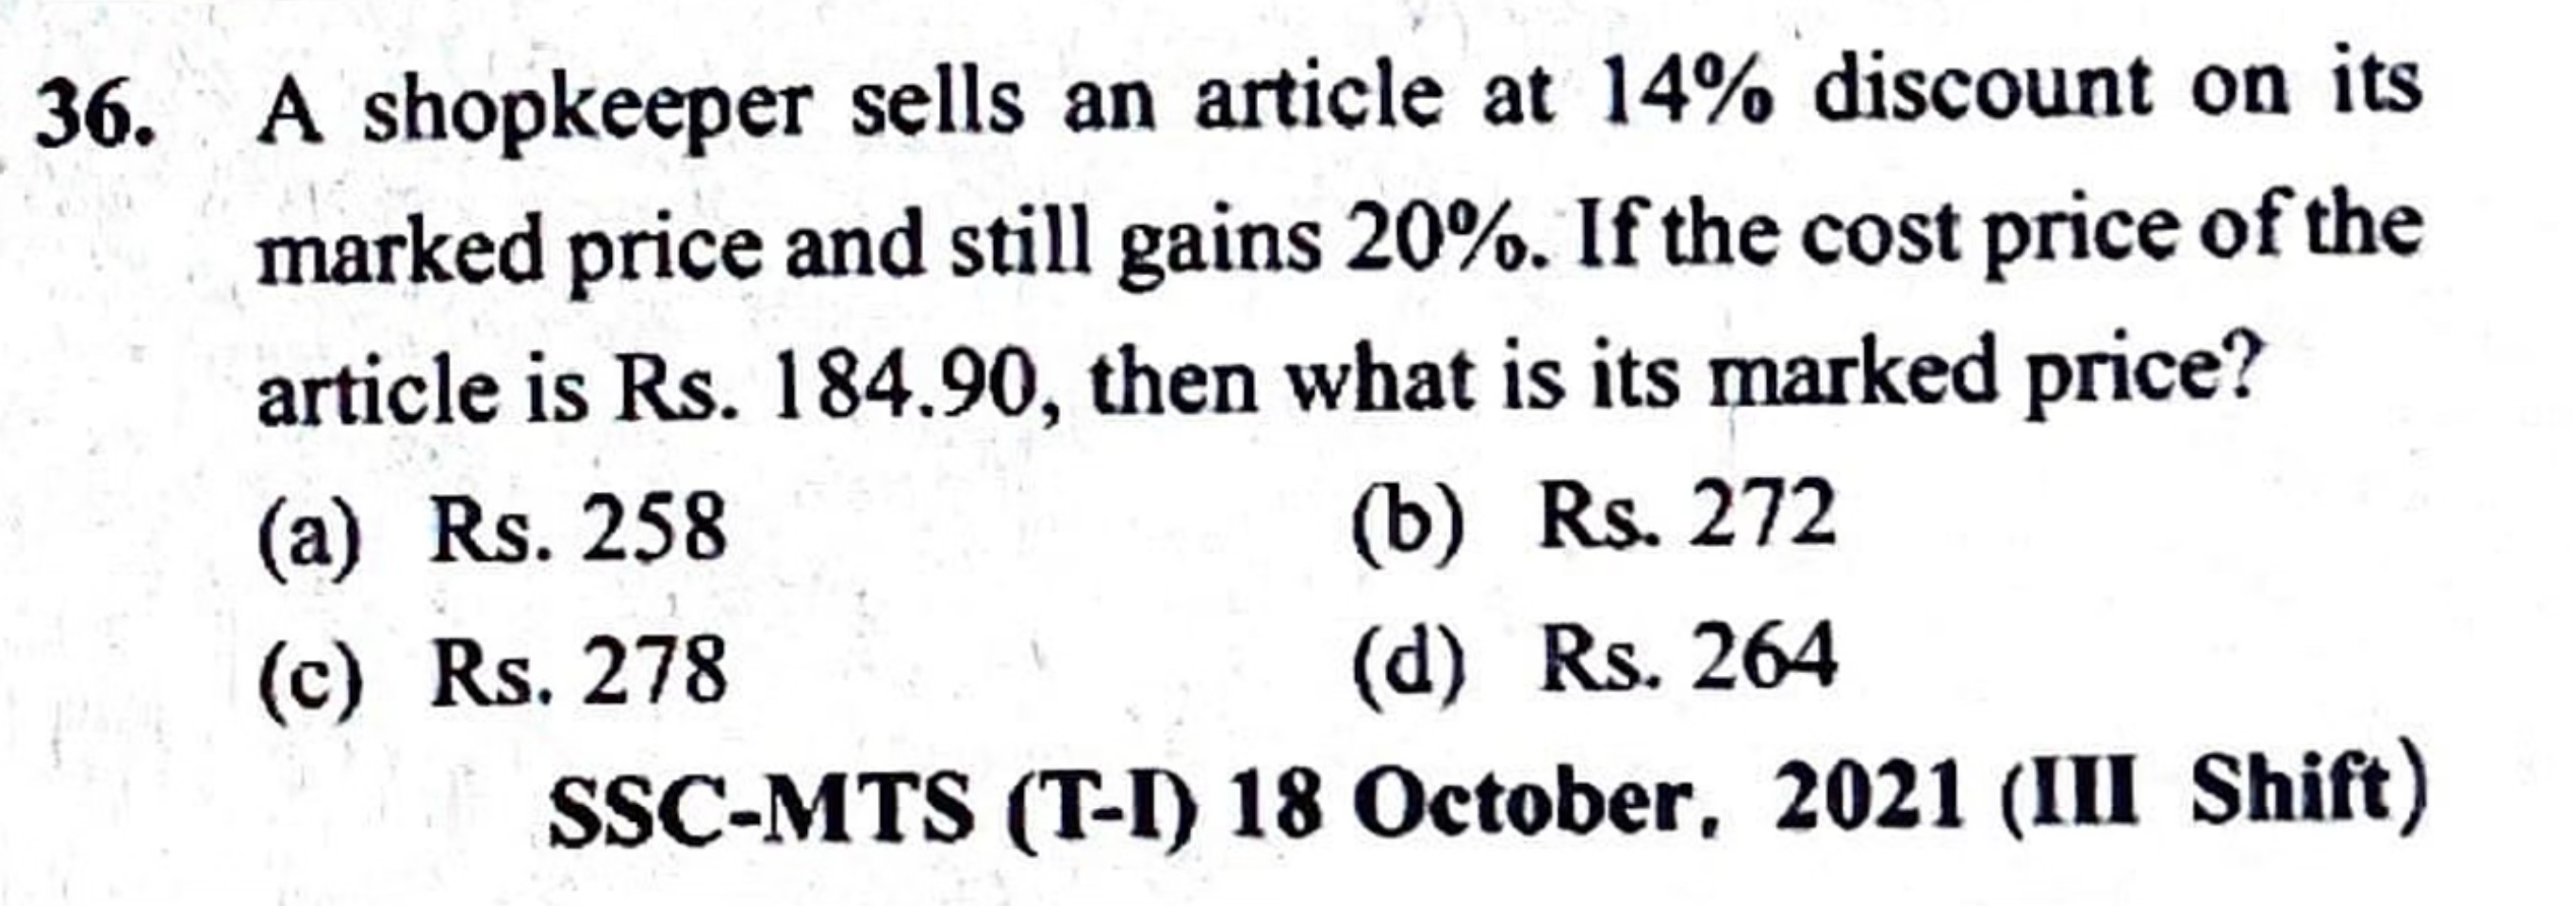 36. A shopkeeper sells an article at 14% discount on its
marked price and still gains 20%. If the cost price of the
article is Rs. 184.90, then what is its marked price?
(a) Rs. 258 (b) Rs. 272
(c) Rs. 278 (d) Rs. 264
SSC-MTS (T-I) 18 October, 2021 (III Shift)